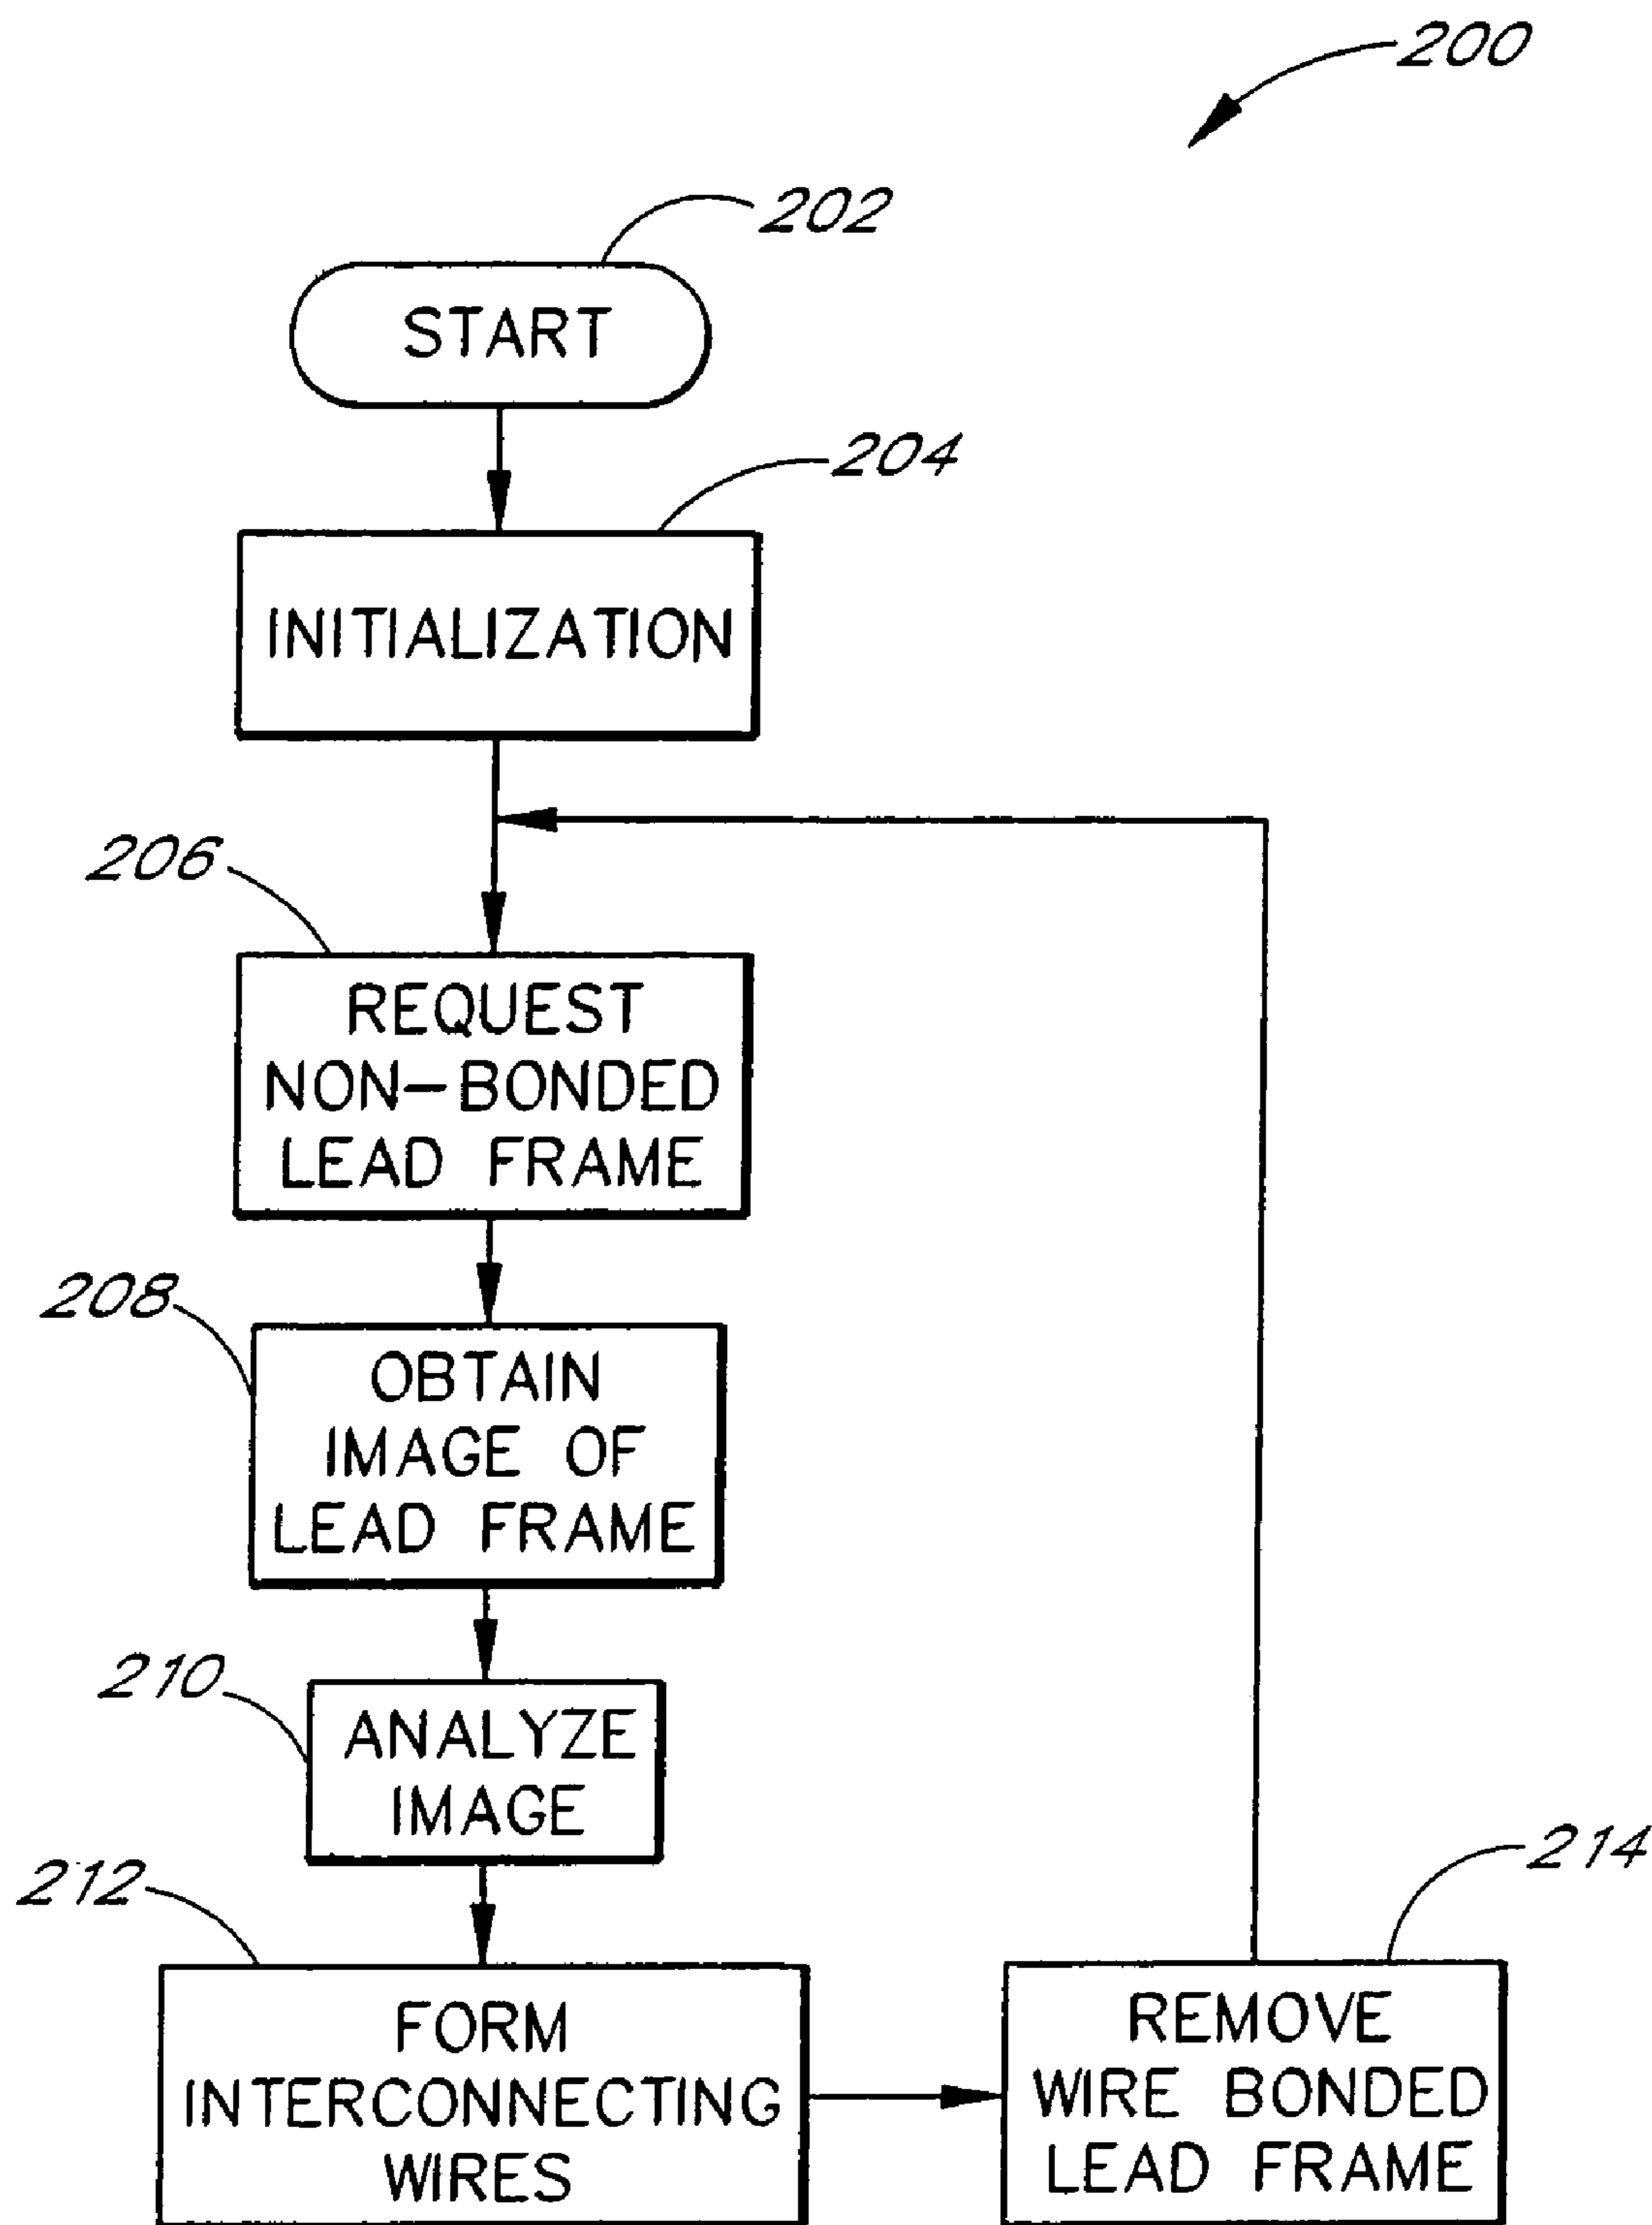 200
202
START
204
INITIALIZATION
206
REQUEST
NON-BONDED
LEAD FRAME
208
OBTAIN
IMAGE OF
LEAD FRAME
210
ANALYZE
IMAGE
212
FORM
INTERCONNECTING
WIRES
214
REMOVE
WIRE BONDED
LEAD FRAME